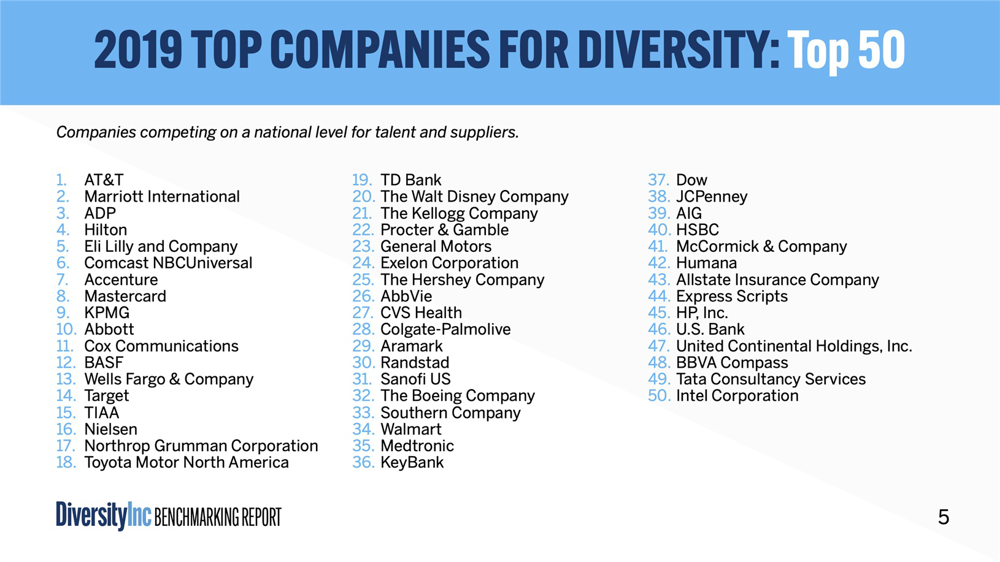 2019 TOP COMPANIES FOR DIVERSITY: Top 50
Companies competing on a national level for talent and suppliers.
1. AT&T
2. Marriott International
3. ADP
4. Hilton
5. Eli Lilly and Company
6. Comcast NBCUniversal
7. Accenture
8. Mastercard
9. KPMG
10. Abbott
11. Cox Communications
12. BASF
13. Wells Fargo & Company
14. Target
15. TIAA
16. Nielsen
17. Northrop Grumman Corporation
18. Toyota Motor North America
19. TD Bank
20. The Walt Disney Company
21. The Kellogg Company
22. Procter & Gamble
23. General Motors
24. Exelon Corporation
25. The Hershey Company
26. AbbVie
27. CVS Health
28. Colgate-Palmolive
29. Aramark
30. Randstad
31. Sanofi US
32. The Boeing Company
33. Southern Company
34. Walmart
35. Medtronic
36. KeyBank
37. Dow
38. JCPenney
39. AIG
40. HSBC
41. McCormick & Company
42. Humana
43. Allstate Insurance Company
44. Express Scripts
45. HP, Inc.
46. U.S. Bank
47. United Continental Holdings, Inc.
48. BBVA Compass
49. Tata Consultancy Services
50. Intel Corporation
DiversityInc BENCHMARKING REPORT
5